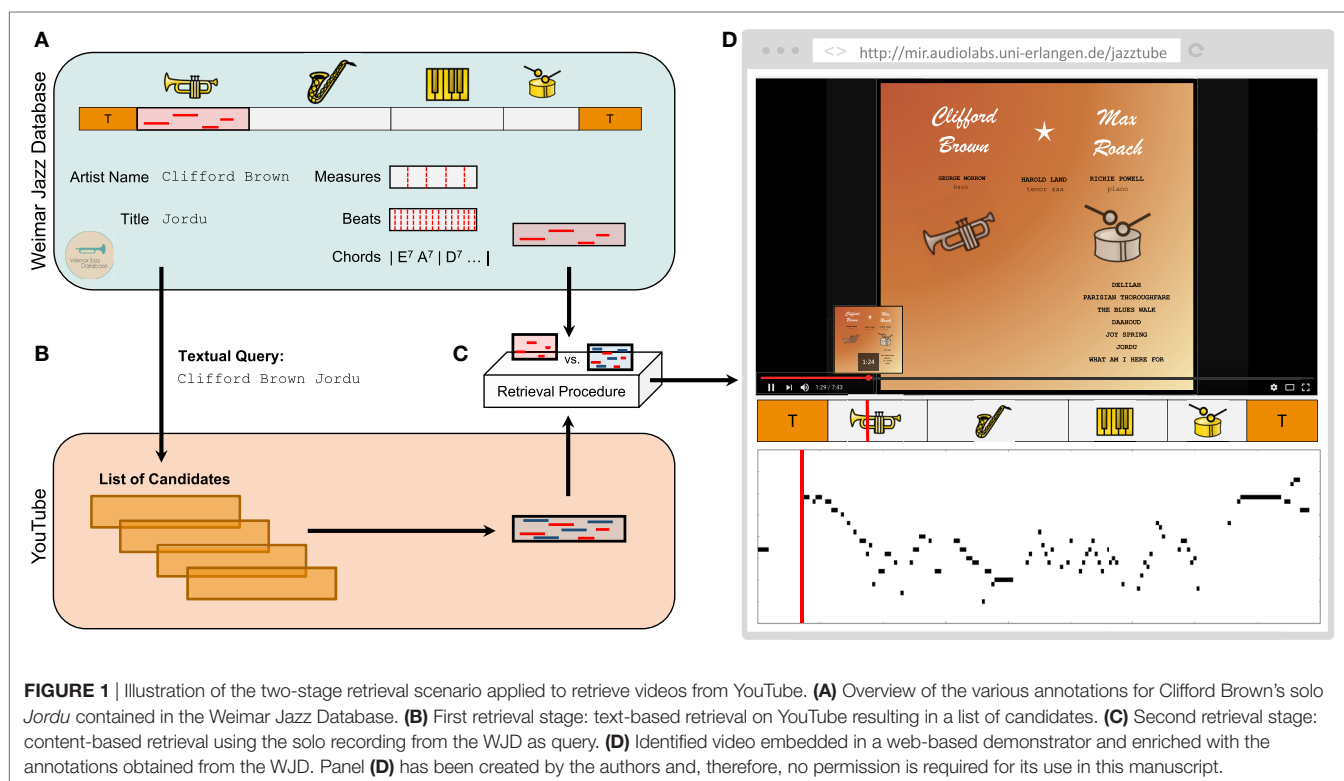 A
Weimar Jazz Database
T
T
Artist Name
Clifford Brown
Measures
Title
Jordu
Beats
Chords
| E7 A7 | D7 ... |
Weimar Jazz
Database
B
Textual Query:
Clifford Brown Jordu
C
vs.
Retrieval Procedure
YouTube
List of Candidates
D
<> http://mir.audiolabs.uni-erlangen.de/jazztube
Clifford
Brown
Max
Roach
GEORGE MORROW
bass
HAROLD LAND
tenor sax
RICHIE POWELL
piano
DELILAH
PARISIAN THOROUGHFARE
THE BLUES WALK
DAAHOUD
JOY SPRING
JORDU
WHAT AM I HERE FOR
1:24
1:29 / 7:43
T
T
FIGURE 1 | Illustration of the two-stage retrieval scenario applied to retrieve videos from YouTube. (A) Overview of the various annotations for Clifford Brown's solo
Jordu contained in the Weimar Jazz Database. (B) First retrieval stage: text-based retrieval on YouTube resulting in a list of candidates. (C) Second retrieval stage:
content-based retrieval using the solo recording from the WJD as query. (D) Identified video embedded in a web-based demonstrator and enriched with the
annotations obtained from the WJD. Panel (D) has been created by the authors and, therefore, no permission is required for its use in this manuscript.